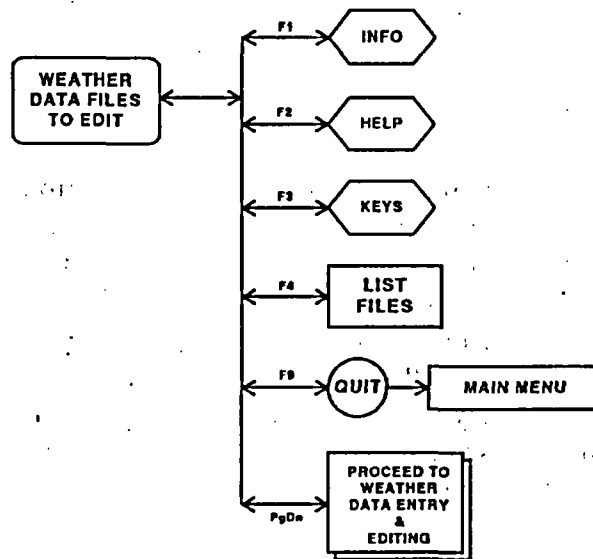 F1
INFO
WEATHER
DATA FILES
TO EDIT
F2
HELP
F3
KEYS
F4
LIST
FILES
F9
QUIT
MAIN MENU
PgDn
PROCEED TO
WEATHER
DATA ENTRY
&
EDITING